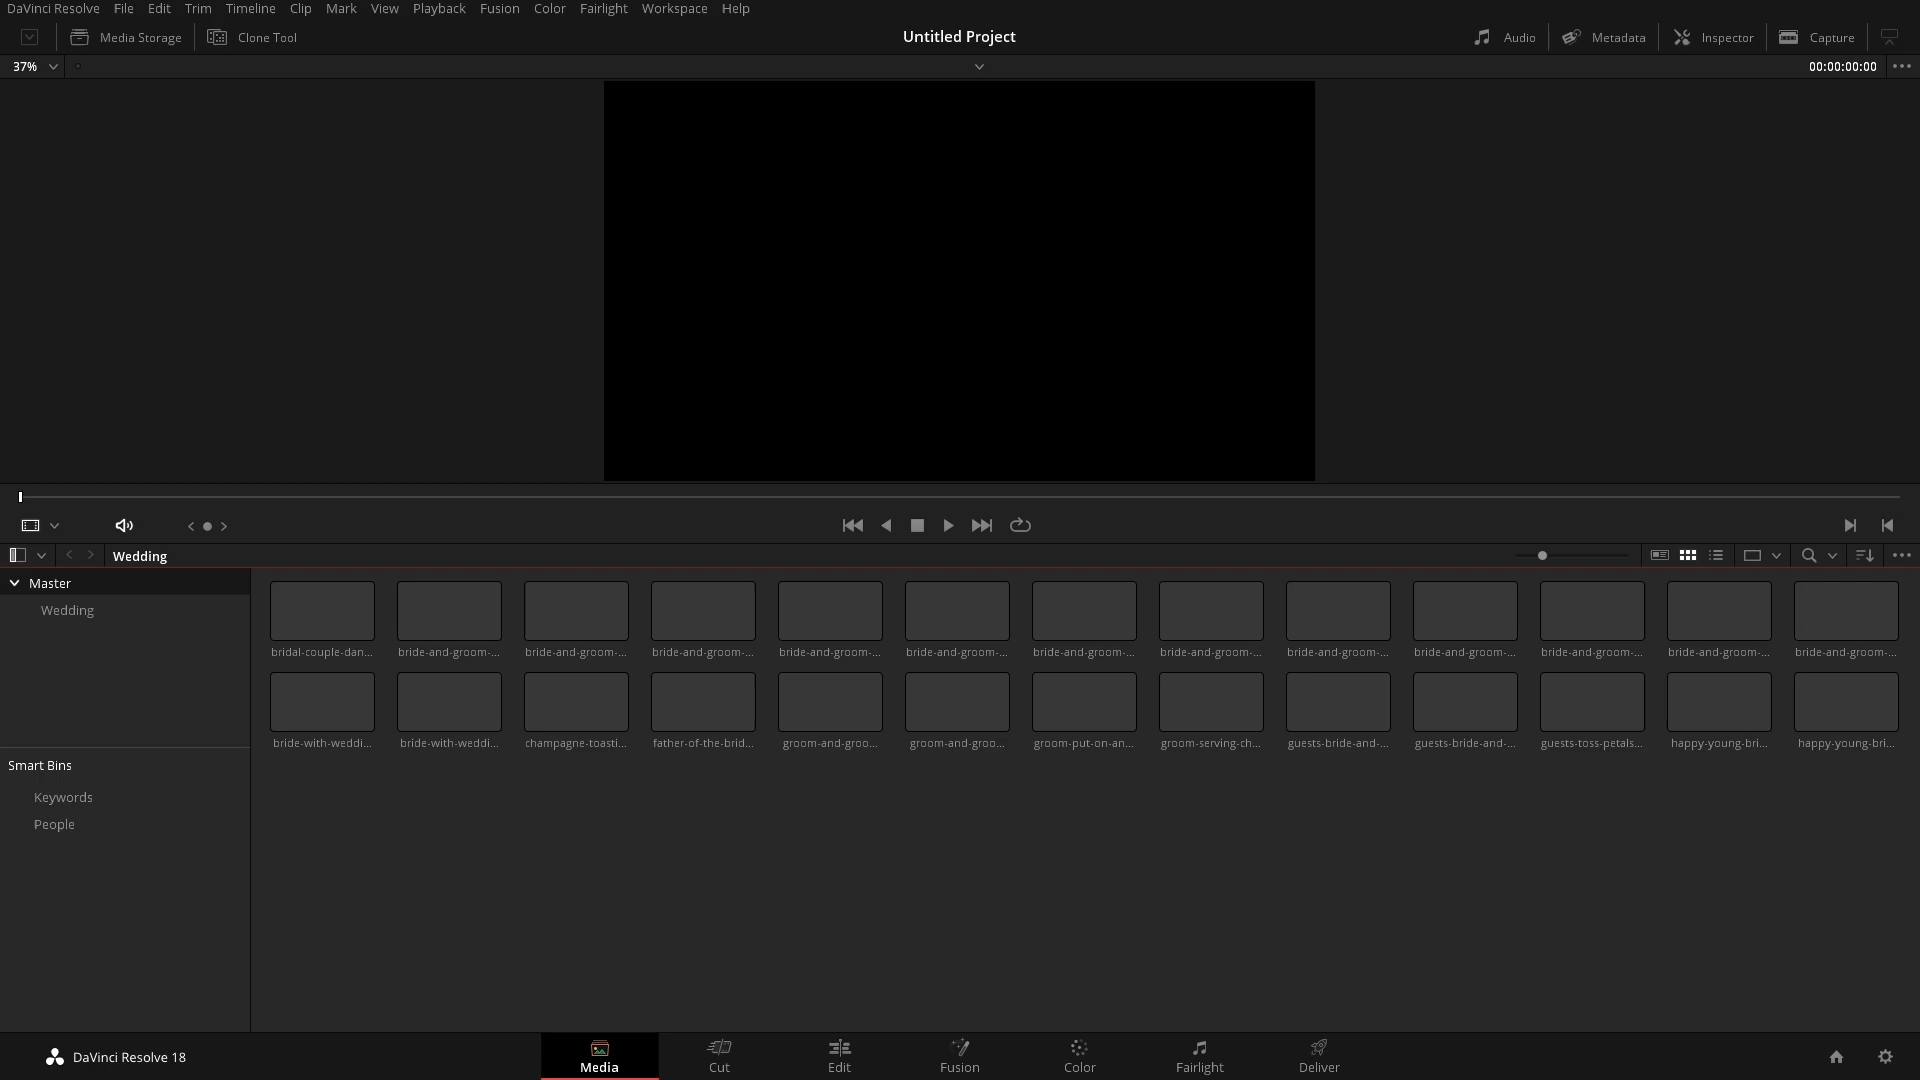 DaVinci Resolve File Edit Trim Timeline Clip Mark View Playback Fusion Color Fairlight Workspace Help
Media Storage Clone Tool Untitled Project Audio Metadata Inspector Capture
37% 00:00:00:00
Wedding
Master
Wedding
bridal-couple-dan... bride-and-groom-... bride-and-groom-... bride-and-groom-... bride-and-groom-... bride-and-groom-... bride-and-groom-... bride-and-groom-... bride-and-groom-... bride-and-groom-... bride-and-groom-... bride-and-groom-... bride-and-groom-...
bride-with-weddi... bride-with-weddi... champagne-toasti... father-of-the-brid... groom-and-groo... groom-and-groo... groom-put-on-an... groom-serving-ch... guests-bride-and-... guests-bride-and-... guests-toss-petals... happy-young-bri... happy-young-bri...
Smart Bins
Keywords
People
DaVinci Resolve 18 Media Cut Edit Fusion Color Fairlight Deliver